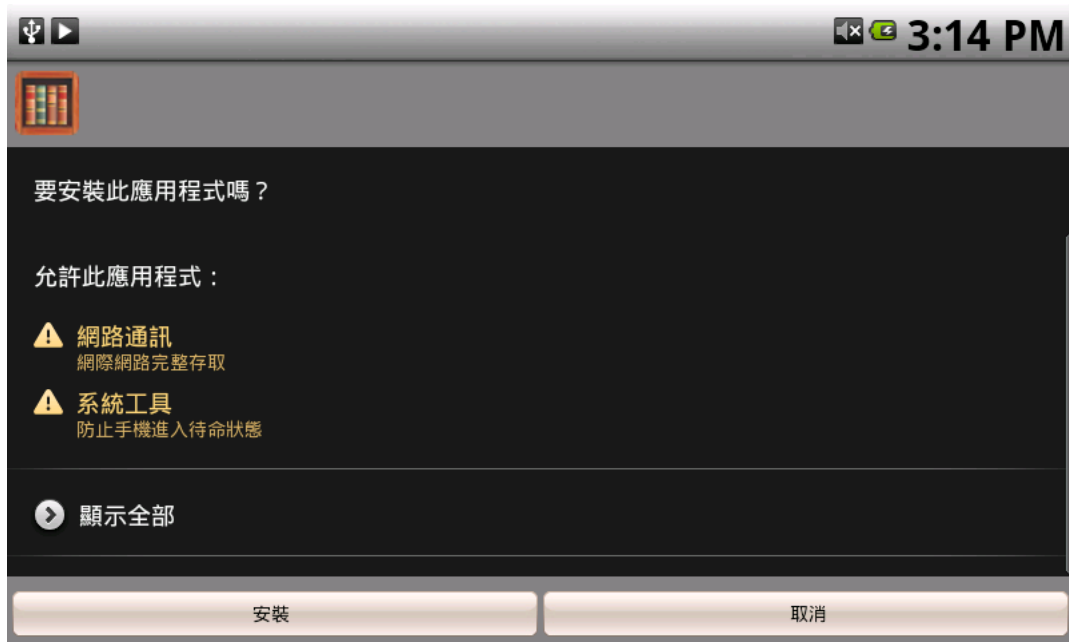 3:14 PM
要安裝此應用程式嗎？
允許此應用程式：
網路通訊
網際網路完整存取
系統工具
防止手機進入待命狀態
顯示全部
安裝
取消